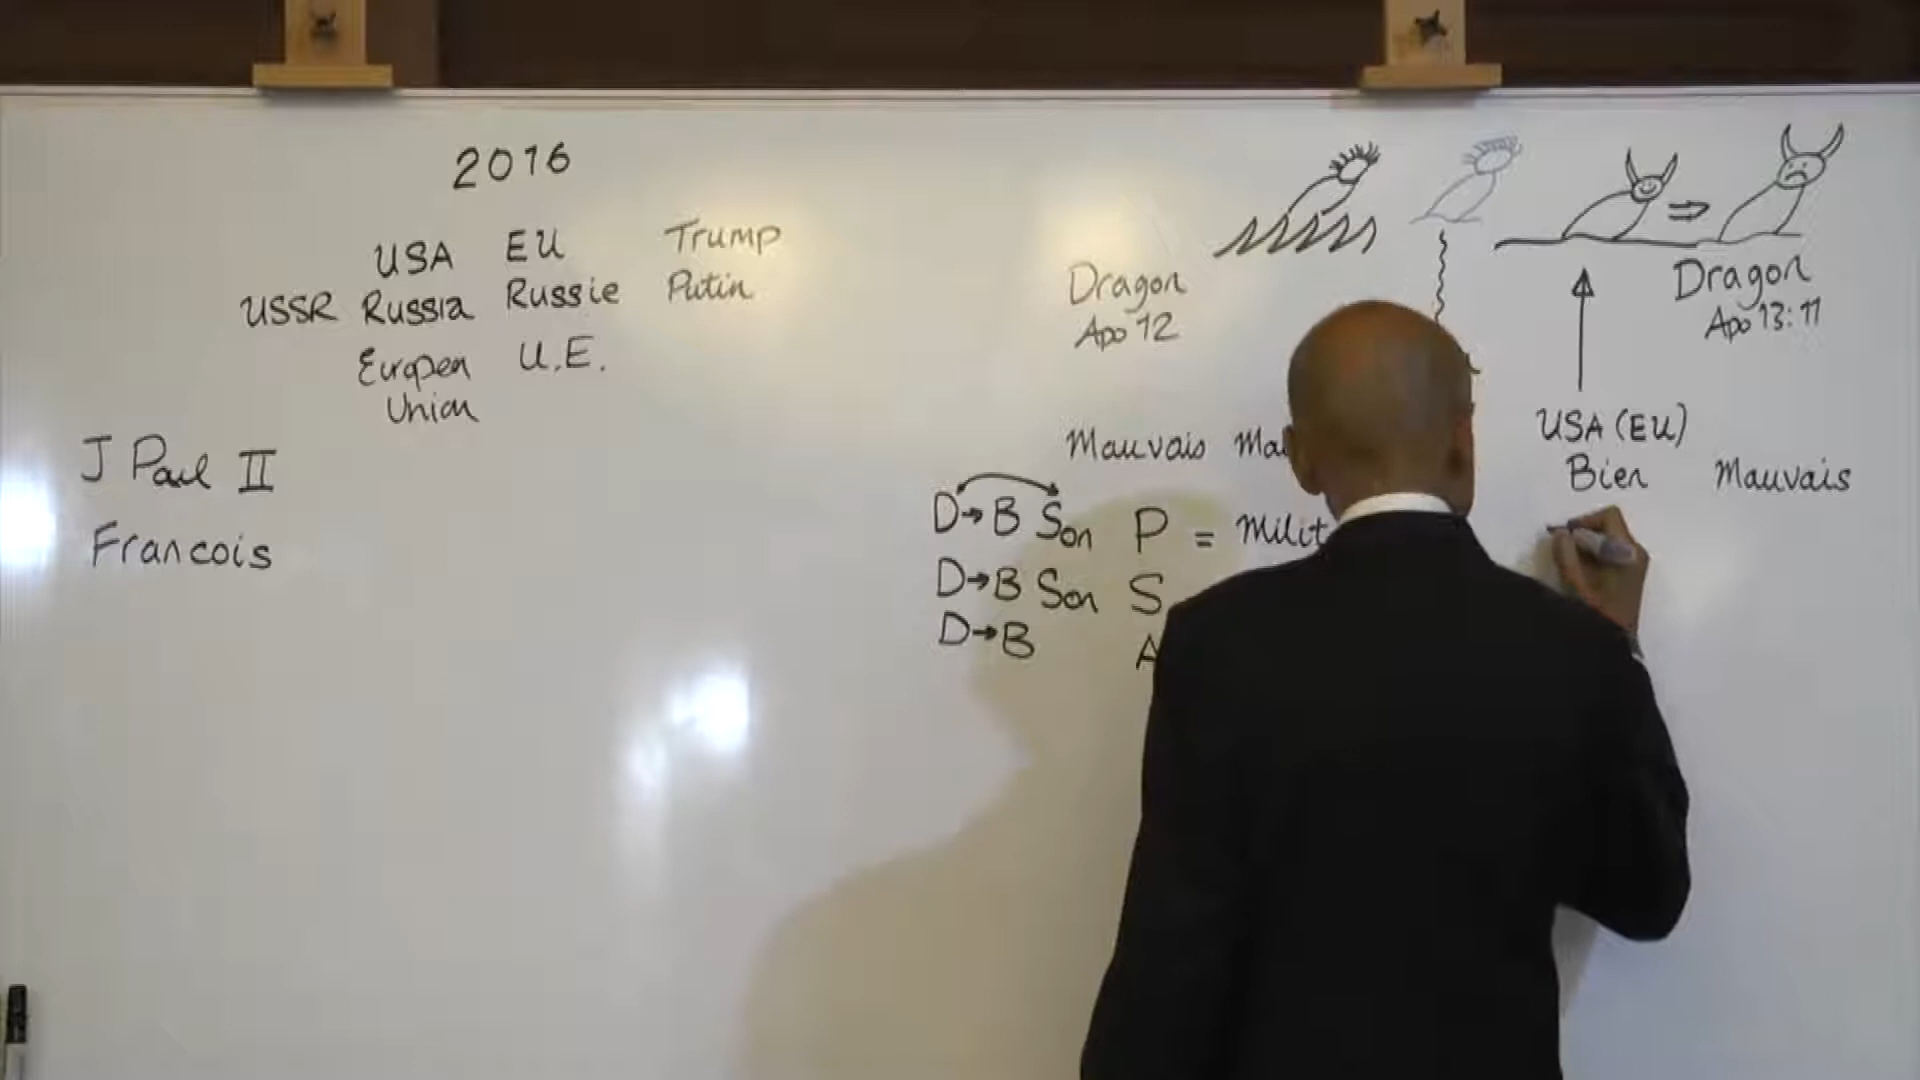 2016
USA EU Trump
USSR Russia Russie Putin
Europen U.E.
Union
J Paul II
Francois
Dragon
Apo 12
Dragon
Apo 13:11
USA (EU)
Mauvais Bien Mauvais
D→B Son P =
D→B Son S
D→B A